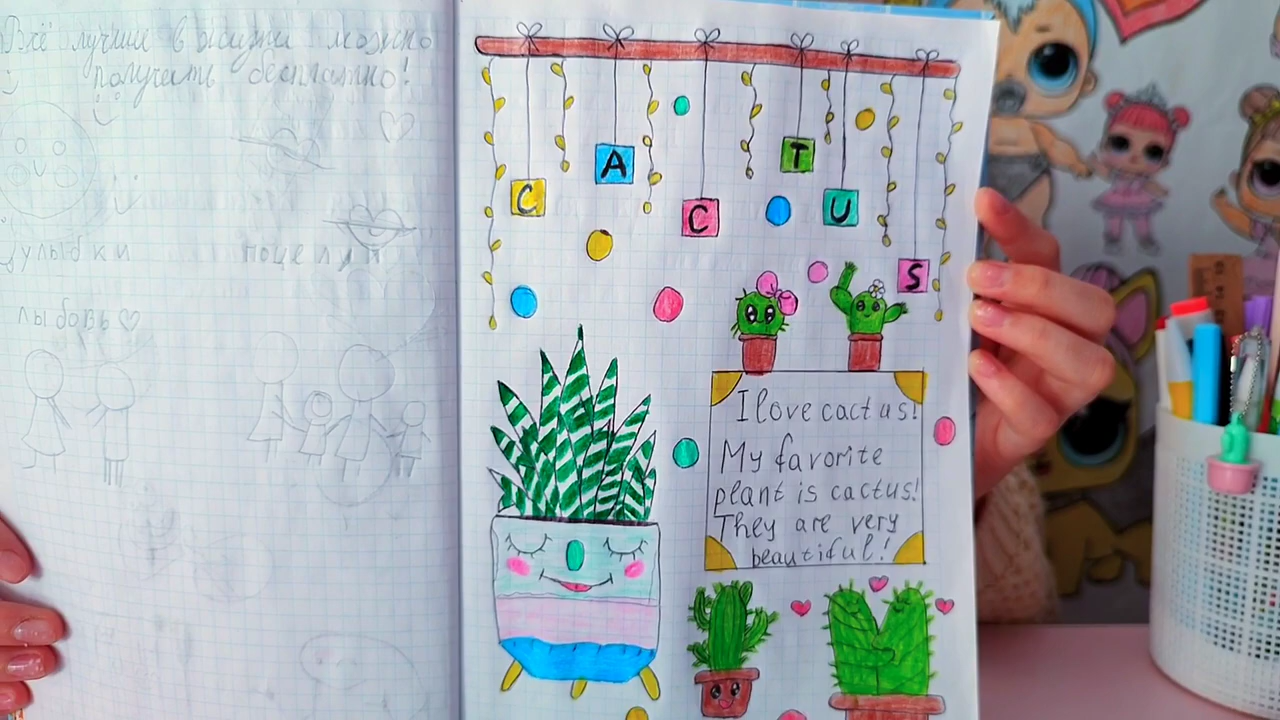 Всё лучшее в жизни можно
получить бесплатно!
улыбки
поцелуи
любовь
C A C T U S
I love cactus!
My favorite
plant is cactus!
They are very
beautiful!